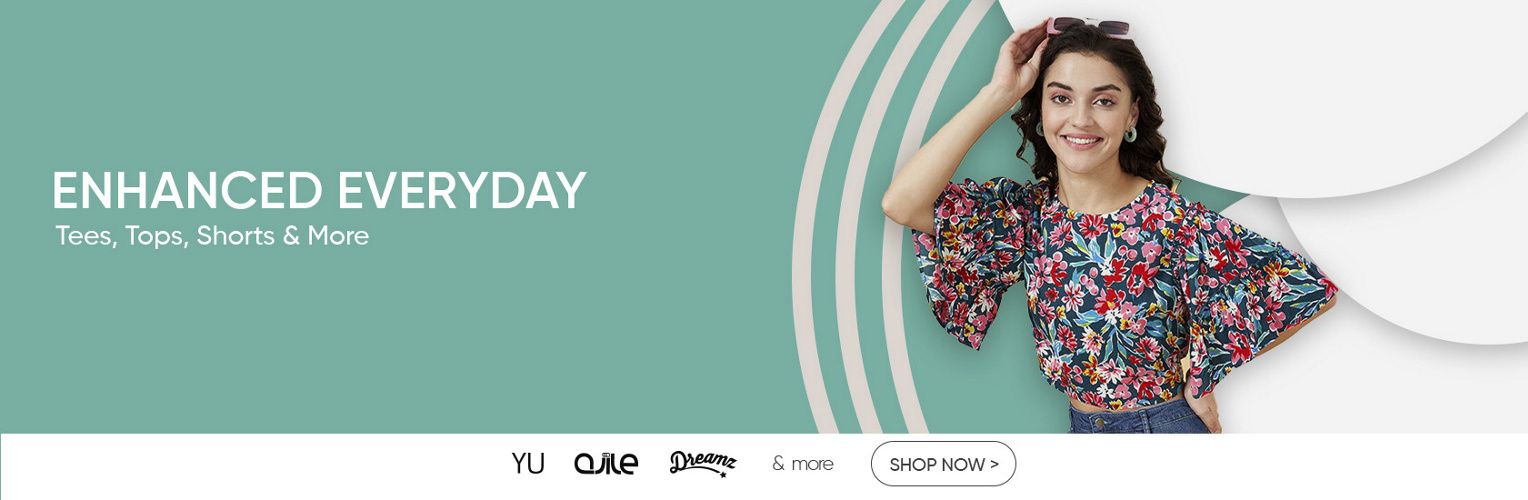 ENHANCED EVERYDAY
Tees, Tops, Shorts & More
YU ajile Dreamz & more SHOP NOW >